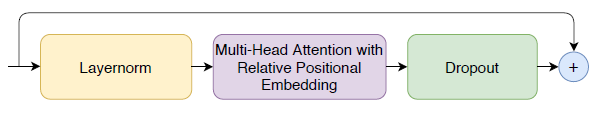 Layernorm
Multi-Head Attention with
Relative Positional
Embedding
Dropout
+